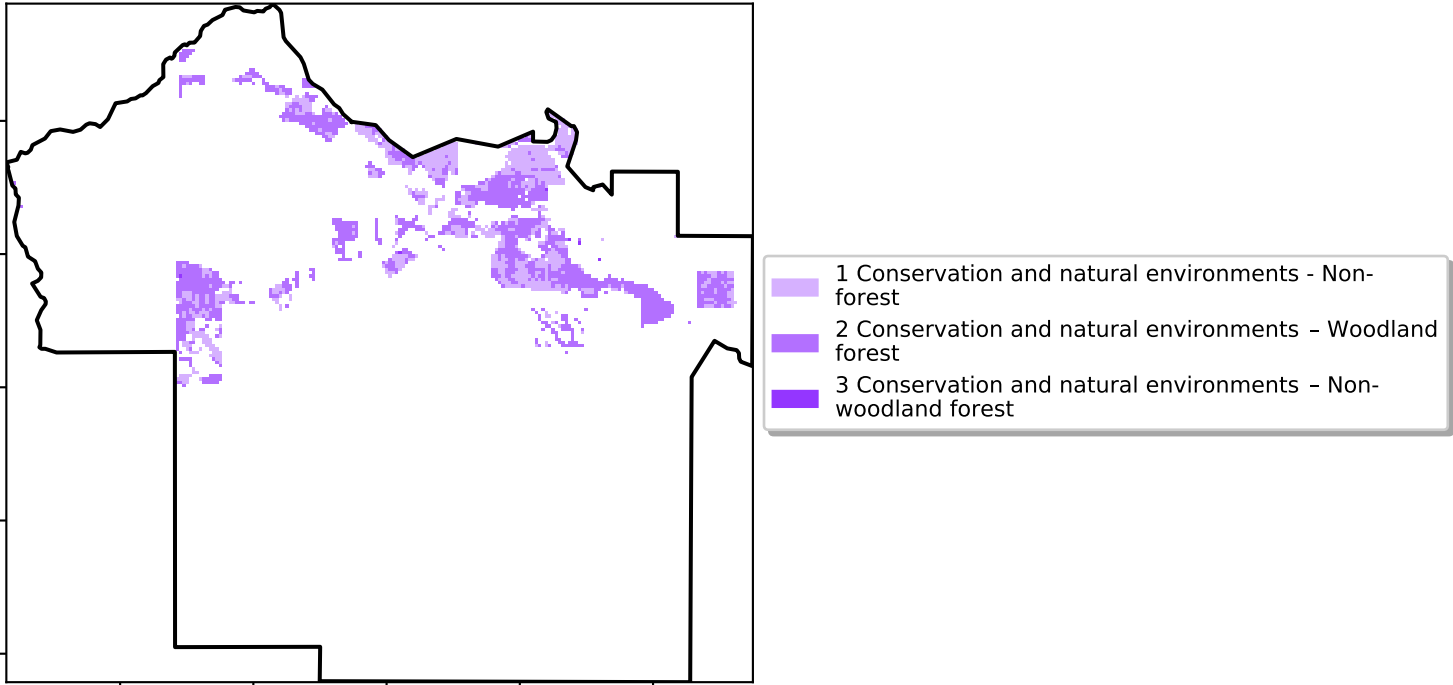 1 Conservation and natural environments - Non-
forest
2 Conservation and natural environments – Woodland
forest
3 Conservation and natural environments – Non-
woodland forest